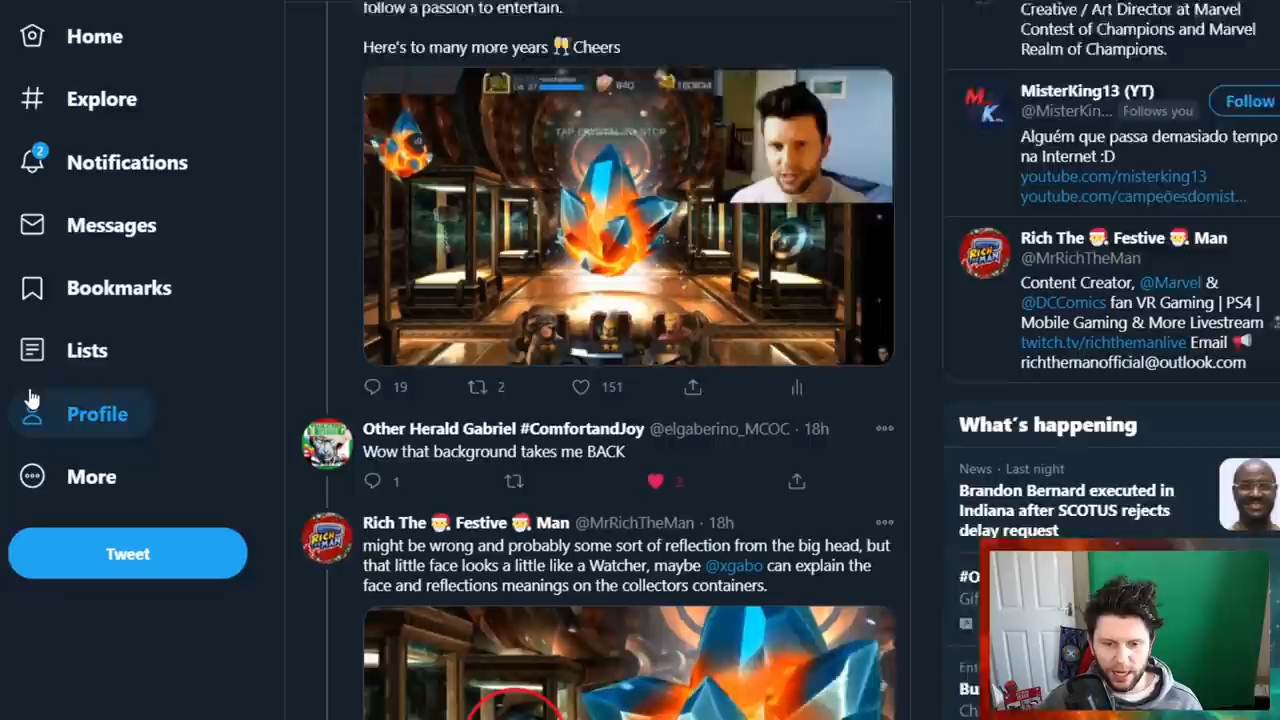 Home
Explore
2
Notifications
Messages
Bookmarks
Lists
Profile
More
Tweet
follow a passion to entertain.
Here's to many more years 🥂 Cheers
TAP CRYSTAL TO STOP
19
2
151
Other Herald Gabriel #ComfortandJoy @elgaberino_MCOC · 18h
Wow that background takes me BACK
1
3
Rich The 🎅 Festive 🎅 Man @MrRichTheMan · 18h
might be wrong and probably some sort of reflection from the big head, but
that little face looks a little like a Watcher, maybe @xgabo can explain the
face and reflections meanings on the collectors containers.
Creative / Art Director at Marvel
Contest of Champions and Marvel
Realm of Champions.
MisterKing13 (YT)
@MisterKin... Follows you
Follow
Alguém que passa demasiado tempo
na Internet :D
youtube.com/misterking13
youtube.com/campeõesdomist...
Rich The 🎅 Festive 🎅 Man
@MrRichTheMan
Content Creator, @Marvel &
@DCComics fan VR Gaming | PS4 |
Mobile Gaming & More Livestream
twitch.tv/richthemanlive Email 📢
richthemanofficial@outlook.com
What's happening
News · Last night
Brandon Bernard executed in
Indiana after SCOTUS rejects
delay request